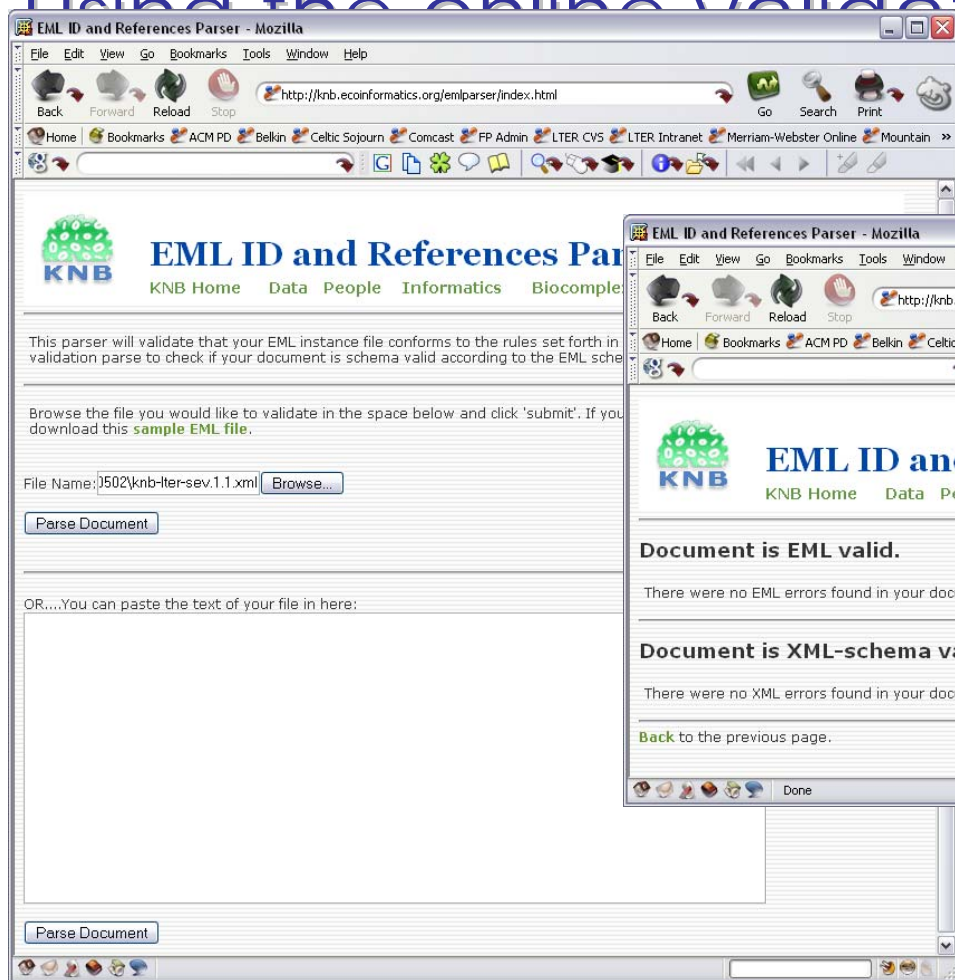 Using the online valida
EML ID and References Parser - Mozilla
File Edit View Go Bookmarks Tools Window Help
Back Forward Reload Stop http://knb.ecoinformatics.org/emlparser/index.html Go Search Print
Home Bookmarks ACM PD Belkin Celtic Sojourn Comcast FP Admin LTER CVS LTER Intranet Merriam-Webster Online Mountain »
KNB
EML ID and References Par
KNB Home Data People Informatics Biocomple
This parser will validate that your EML instance file conforms to the rules set forth in
validation parse to check if your document is schema valid according to the EML sche
Browse the file you would like to validate in the space below and click 'submit'. If you
download this sample EML file.
File Name: 0502\knb-lter-sev.1.1.xml Browse...
Parse Document
OR....You can paste the text of your file in here:
Parse Document
EML ID and References Parser - Mozilla
File Edit View Go Bookmarks Tools Window
Back Forward Reload Stop http://knb.
Home Bookmarks ACM PD Belkin Celtic
KNB
EML ID an
KNB Home Data Pe
Document is EML valid.
There were no EML errors found in your doc
Document is XML-schema va
There were no XML errors found in your doc
Back to the previous page.
Done